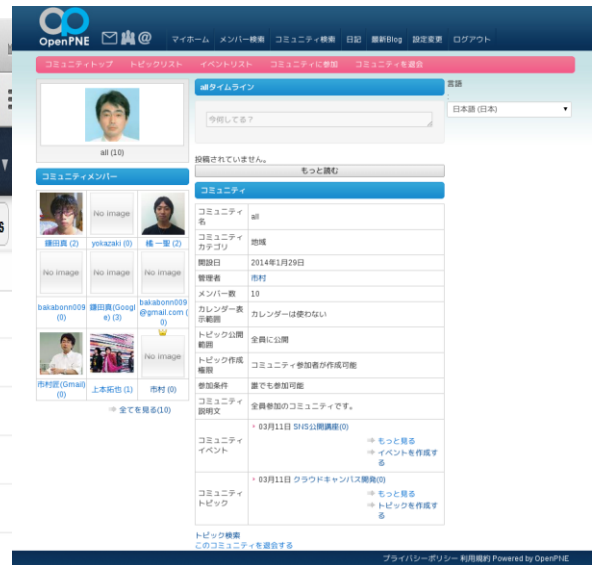 OpenPNE
マイホーム メンバー検索 コミュニティ検索 日記 最新Blog 設定変更 ログアウト
コミュニティトップ トピックリスト イベントリスト コミュニティに参加 コミュニティを退会
all (10)
コミュニティメンバー
No image
鎌田真 (2) yokazaki (0) 橘 一聖 (2)
No image No image No image
bakabonn009 (0)
鎌田真(Google) (3)
bakabonn009@gmail.com (0)
No image
市村匠(Gmail) (0)
上本拓也 (1)
市村 (0)
全てを見る(10)
allタイムライン
今何してる?
投稿されていません。
もっと読む
コミュニティ
コミュニティ名 all
コミュニティカテゴリ 地域
開設日 2014年1月29日
管理者 市村
メンバー数 10
カレンダー表示範囲 カレンダーは使わない
トピック公開範囲 全員に公開
トピック作成権限 コミュニティ参加者が作成可能
参加条件 誰でも参加可能
コミュニティ説明文 全員参加のコミュニティです。
コミュニティイベント
03月11日 SNS公開講座(0)
もっと見る
イベントを作成する
コミュニティトピック
03月11日 クラウドキャンパス開発(0)
もっと見る
トピックを作成する
トピック検索
このコミュニティを退会する
言語
:
日本語 (日本)
プライバシーポリシー 利用規約 Powered by OpenPNE